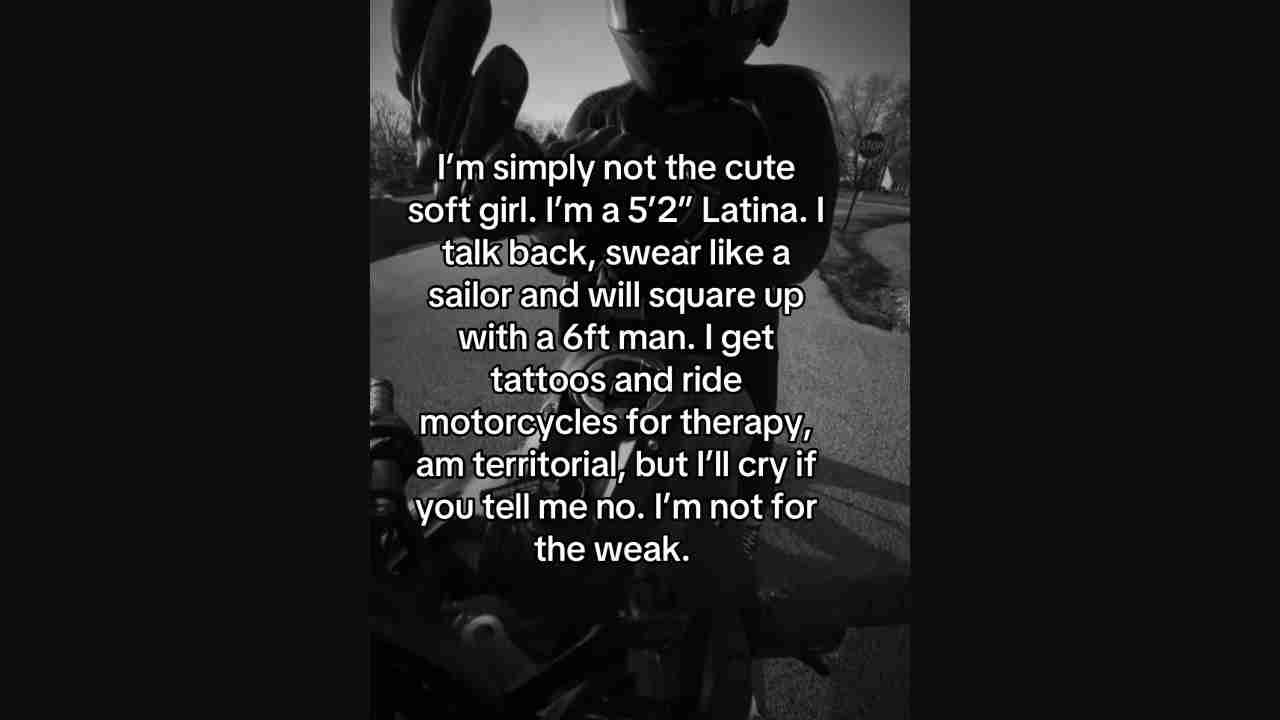 I’m simply not the cute
soft girl. I’m a 5’2” Latina. I
talk back, swear like a
sailor and will square up
with a 6ft man. I get
tattoos and ride
motorcycles for therapy,
am territorial, but I’ll cry if
you tell me no. I’m not for
the weak.
STOP